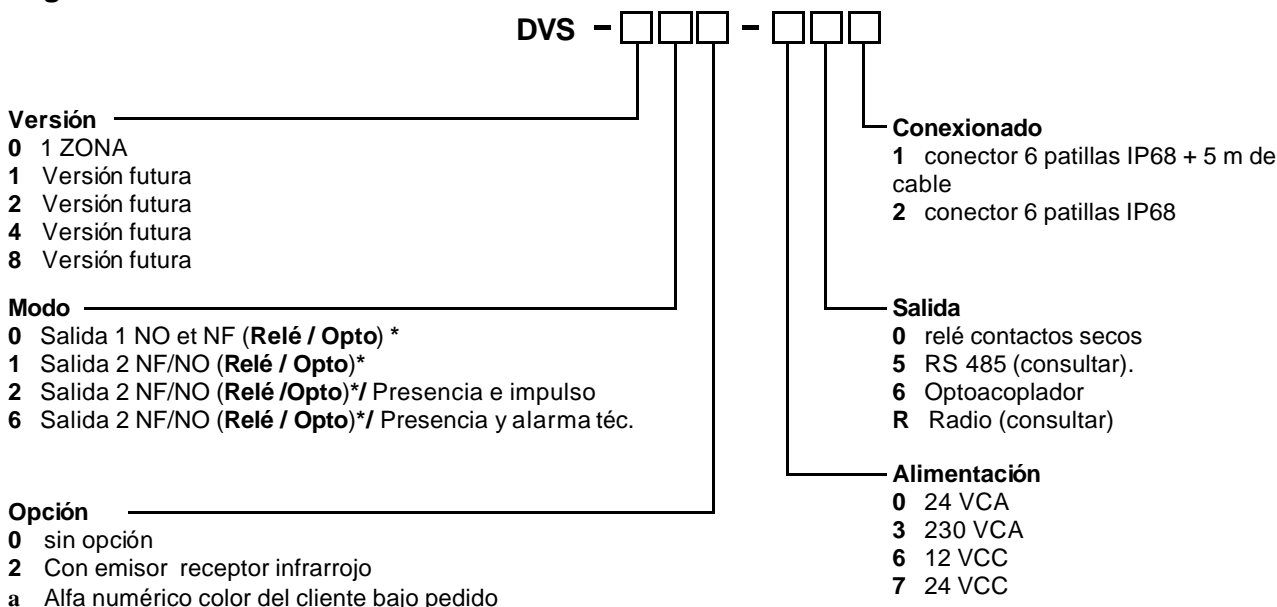 DVS - -
Versión
0 1 ZONA
1 Versión futura
2 Versión futura
4 Versión futura
8 Versión futura
Modo
0 Salida 1 NO et NF (Relé / Opto) *
1 Salida 2 NF/NO (Relé / Opto)*
2 Salida 2 NF/NO (Relé /Opto)*/ Presencia e impulso
6 Salida 2 NF/NO (Relé / Opto)*/ Presencia y alarma téc.
Opción
0 sin opción
2 Con emisor receptor infrarrojo
a Alfa numérico color del cliente bajo pedido
Conexionado
1 conector 6 patillas IP68 + 5 m de
cable
2 conector 6 patillas IP68
Salida
0 relé contactos secos
5 RS 485 (consultar).
6 Optoacoplador
R Radio (consultar)
Alimentación
0 24 VCA
3 230 VCA
6 12 VCC
7 24 VCC